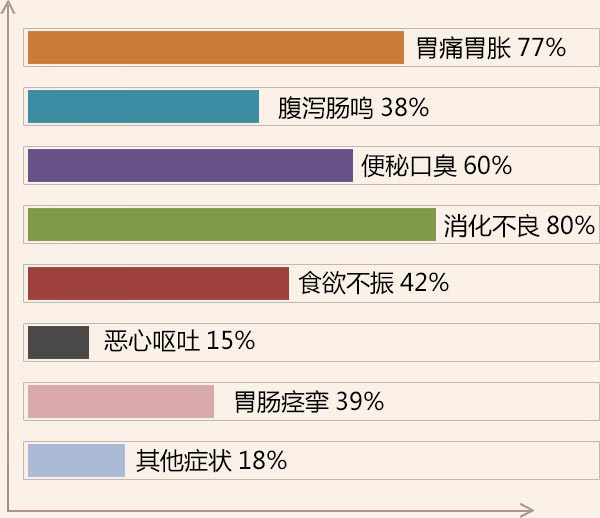 胃痛胃胀 77%
腹泻肠鸣 38%
便秘口臭 60%
消化不良 80%
食欲不振 42%
恶心呕吐 15%
胃肠痉挛 39%
其他症状 18%